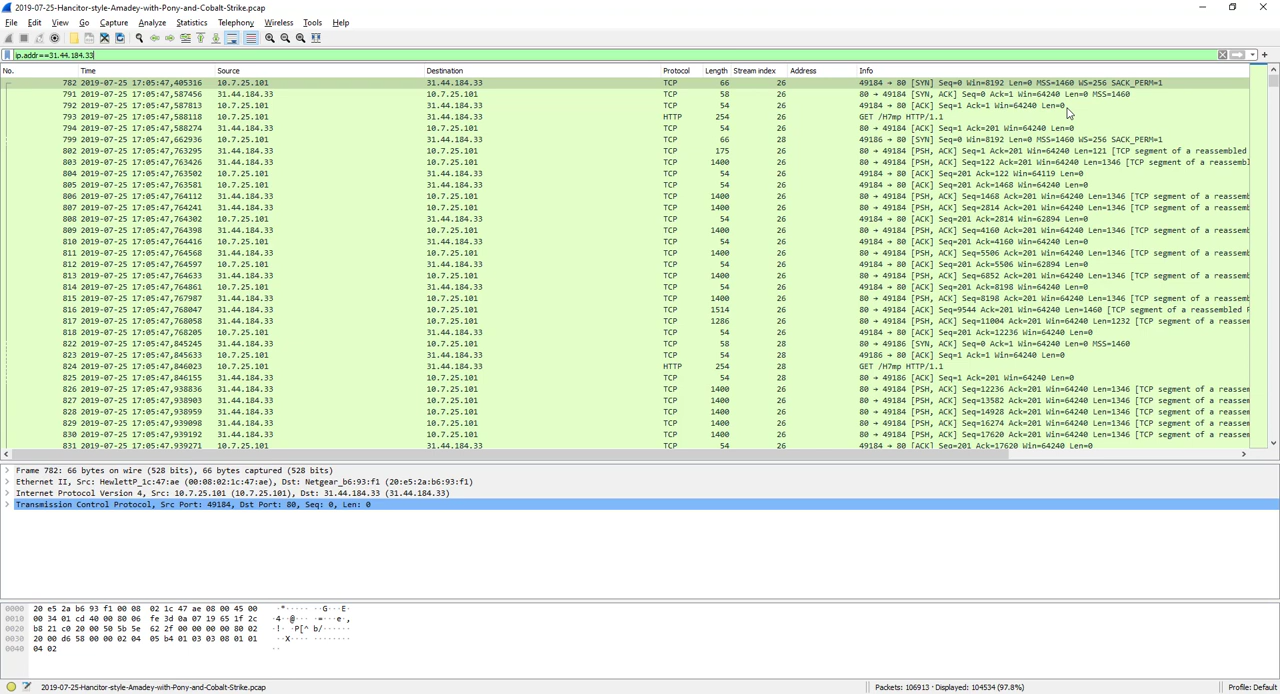 2019-07-25-Hancitor-style-Amadey-with-Pony-and-Cobalt-Strike.pcap
File Edit View Go Capture Analyze Statistics Telephony Wireless Tools Help
ip.addr==31.44.184.33
No. Time Source Destination Protocol Length Stream index Address Info
782 2019-07-25 17:05:47,405316 10.7.25.101 31.44.184.33 TCP 66 26 49184 → 80 [SYN] Seq=0 Win=8192 Len=0 MSS=1460 WS=256 SACK_PERM=1
791 2019-07-25 17:05:47,587456 31.44.184.33 10.7.25.101 TCP 58 26 80 → 49184 [SYN, ACK] Seq=0 Ack=1 Win=64240 Len=0 MSS=1460
792 2019-07-25 17:05:47,587813 10.7.25.101 31.44.184.33 TCP 54 26 49184 → 80 [ACK] Seq=1 Ack=1 Win=64240 Len=0
793 2019-07-25 17:05:47,588118 10.7.25.101 31.44.184.33 HTTP 254 26 GET /H7mp HTTP/1.1
794 2019-07-25 17:05:47,588274 31.44.184.33 10.7.25.101 TCP 54 26 80 → 49184 [ACK] Seq=1 Ack=201 Win=64240 Len=0
799 2019-07-25 17:05:47,662936 10.7.25.101 31.44.184.33 TCP 66 28 49186 → 80 [SYN] Seq=0 Win=8192 Len=0 MSS=1460 WS=256 SACK_PERM=1
802 2019-07-25 17:05:47,763295 31.44.184.33 10.7.25.101 TCP 175 26 80 → 49184 [PSH, ACK] Seq=1 Ack=201 Win=64240 Len=121 [TCP segment of a reassembled
803 2019-07-25 17:05:47,763426 31.44.184.33 10.7.25.101 TCP 1400 26 80 → 49184 [PSH, ACK] Seq=122 Ack=201 Win=64240 Len=1346 [TCP segment of a reassembl
804 2019-07-25 17:05:47,763502 10.7.25.101 31.44.184.33 TCP 54 26 49184 → 80 [ACK] Seq=201 Ack=122 Win=64119 Len=0
805 2019-07-25 17:05:47,763581 10.7.25.101 31.44.184.33 TCP 54 26 49184 → 80 [ACK] Seq=201 Ack=1468 Win=64240 Len=0
806 2019-07-25 17:05:47,764112 31.44.184.33 10.7.25.101 TCP 1400 26 80 → 49184 [PSH, ACK] Seq=1468 Ack=201 Win=64240 Len=1346 [TCP segment of a reassemb
807 2019-07-25 17:05:47,764241 31.44.184.33 10.7.25.101 TCP 1400 26 80 → 49184 [PSH, ACK] Seq=2814 Ack=201 Win=64240 Len=1346 [TCP segment of a reassemb
808 2019-07-25 17:05:47,764302 10.7.25.101 31.44.184.33 TCP 54 26 49184 → 80 [ACK] Seq=201 Ack=2814 Win=62894 Len=0
809 2019-07-25 17:05:47,764398 31.44.184.33 10.7.25.101 TCP 1400 26 80 → 49184 [PSH, ACK] Seq=4160 Ack=201 Win=64240 Len=1346 [TCP segment of a reassemb
810 2019-07-25 17:05:47,764416 10.7.25.101 31.44.184.33 TCP 54 26 49184 → 80 [ACK] Seq=201 Ack=4160 Win=64240 Len=0
811 2019-07-25 17:05:47,764568 31.44.184.33 10.7.25.101 TCP 1400 26 80 → 49184 [PSH, ACK] Seq=5506 Ack=201 Win=64240 Len=1346 [TCP segment of a reassemb
812 2019-07-25 17:05:47,764597 10.7.25.101 31.44.184.33 TCP 54 26 49184 → 80 [ACK] Seq=201 Ack=5506 Win=62894 Len=0
813 2019-07-25 17:05:47,764633 31.44.184.33 10.7.25.101 TCP 1400 26 80 → 49184 [PSH, ACK] Seq=6852 Ack=201 Win=64240 Len=1346 [TCP segment of a reassemb
814 2019-07-25 17:05:47,764861 10.7.25.101 31.44.184.33 TCP 54 26 49184 → 80 [ACK] Seq=201 Ack=8198 Win=64240 Len=0
815 2019-07-25 17:05:47,767987 31.44.184.33 10.7.25.101 TCP 1400 26 80 → 49184 [PSH, ACK] Seq=8198 Ack=201 Win=64240 Len=1346 [TCP segment of a reassemb
816 2019-07-25 17:05:47,768047 31.44.184.33 10.7.25.101 TCP 1514 26 80 → 49184 [ACK] Seq=9544 Ack=201 Win=64240 Len=1460 [TCP segment of a reassembled P
817 2019-07-25 17:05:47,768058 31.44.184.33 10.7.25.101 TCP 1286 26 80 → 49184 [PSH, ACK] Seq=11004 Ack=201 Win=64240 Len=1232 [TCP segment of a reassem
818 2019-07-25 17:05:47,768205 10.7.25.101 31.44.184.33 TCP 54 26 49184 → 80 [ACK] Seq=201 Ack=12236 Win=64240 Len=0
822 2019-07-25 17:05:47,845245 31.44.184.33 10.7.25.101 TCP 58 28 80 → 49186 [SYN, ACK] Seq=0 Ack=1 Win=64240 Len=0 MSS=1460
823 2019-07-25 17:05:47,845633 10.7.25.101 31.44.184.33 TCP 54 28 49186 → 80 [ACK] Seq=1 Ack=1 Win=64240 Len=0
824 2019-07-25 17:05:47,846023 10.7.25.101 31.44.184.33 HTTP 254 28 GET /H7mp HTTP/1.1
825 2019-07-25 17:05:47,846155 31.44.184.33 10.7.25.101 TCP 54 28 80 → 49186 [ACK] Seq=1 Ack=201 Win=64240 Len=0
826 2019-07-25 17:05:47,938836 31.44.184.33 10.7.25.101 TCP 1400 26 80 → 49184 [PSH, ACK] Seq=12236 Ack=201 Win=64240 Len=1346 [TCP segment of a reassem
827 2019-07-25 17:05:47,938903 31.44.184.33 10.7.25.101 TCP 1400 26 80 → 49184 [PSH, ACK] Seq=13582 Ack=201 Win=64240 Len=1346 [TCP segment of a reassem
828 2019-07-25 17:05:47,938959 31.44.184.33 10.7.25.101 TCP 1400 26 80 → 49184 [PSH, ACK] Seq=14928 Ack=201 Win=64240 Len=1346 [TCP segment of a reassem
829 2019-07-25 17:05:47,939098 31.44.184.33 10.7.25.101 TCP 1400 26 80 → 49184 [PSH, ACK] Seq=16274 Ack=201 Win=64240 Len=1346 [TCP segment of a reassem
830 2019-07-25 17:05:47,939192 31.44.184.33 10.7.25.101 TCP 1400 26 80 → 49184 [PSH, ACK] Seq=17620 Ack=201 Win=64240 Len=1346 [TCP segment of a reassem
831 2019-07-25 17:05:47,939271 10.7.25.101 31.44.184.33 TCP 54 26 49184 → 80 [ACK] Seq=201 Ack=17620 Win=64240 Len=0
Frame 782: 66 bytes on wire (528 bits), 66 bytes captured (528 bits)
Ethernet II, Src: HewlettP_1c:47:ae (00:08:02:1c:47:ae), Dst: Netgear_b6:93:f1 (20:e5:2a:b6:93:f1)
Internet Protocol Version 4, Src: 10.7.25.101 (10.7.25.101), Dst: 31.44.184.33 (31.44.184.33)
Transmission Control Protocol, Src Port: 49184, Dst Port: 80, Seq: 0, Len: 0
0000 20 e5 2a b6 93 f1 00 08 02 1c 47 ae 08 00 45 00 ·*····· ··G···E·
0010 00 34 01 cd 40 00 80 06 fe 3d 0a 07 19 65 1f 2c ·4··@··· ·=···e·,
0020 b8 21 c0 20 00 50 5b 5e 62 2f 00 00 00 00 80 02 ·!· ·P[^ b/······
0030 20 00 d6 58 00 00 02 04 05 b4 01 03 03 08 01 01 ··X···· ········
0040 04 02 ··
2019-07-25-Hancitor-style-Amadey-with-Pony-and-Cobalt-Strike.pcap Packets: 106913 · Displayed: 104534 (97.8%) Profile: Default